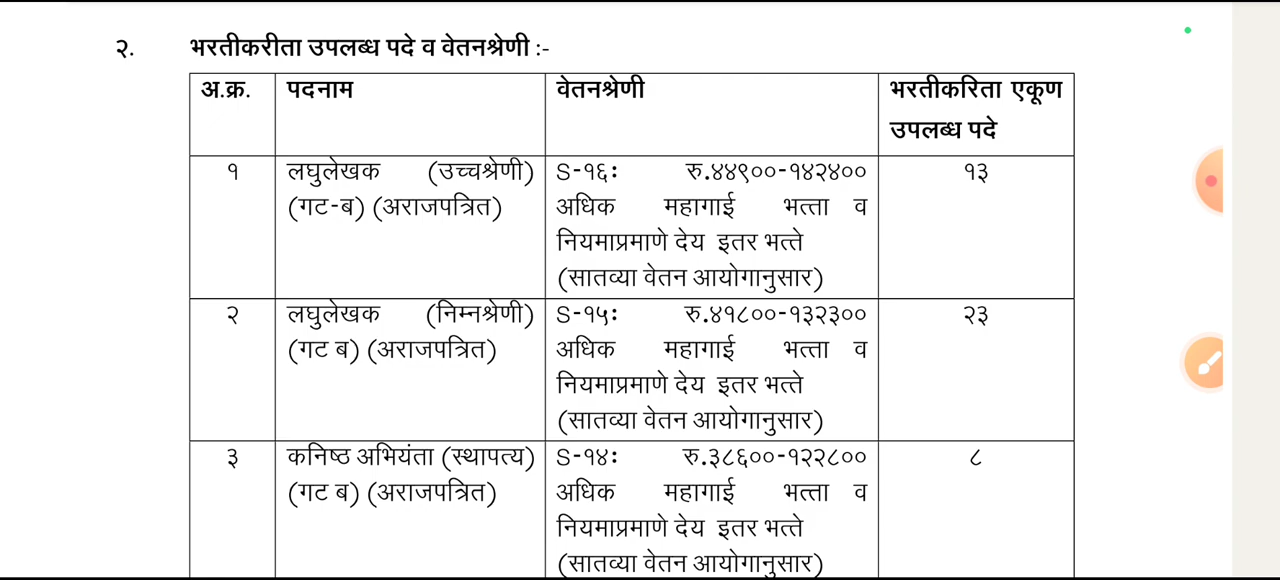 २. भरतीकरीता उपलब्ध पदे व वेतनश्रेणी :-
अ.क्र. पदनाम वेतनश्रेणी भरतीकरिता एकूण
उपलब्ध पदे
१ लघुलेखक (उच्चश्रेणी) S-१६: रु.४४९००-१४२४०० १३
(गट-ब) (अराजपत्रित) अधिक महागाई भत्ता व
नियमाप्रमाणे देय इतर भत्ते
(सातव्या वेतन आयोगानुसार)
२ लघुलेखक (निम्नश्रेणी) S-१५: रु.४१८००-१३२३०० २३
(गट ब) (अराजपत्रित) अधिक महागाई भत्ता व
नियमाप्रमाणे देय इतर भत्ते
(सातव्या वेतन आयोगानुसार)
३ कनिष्ठ अभियंता (स्थापत्य) S-१४: रु.३८६००-१२२८०० ८
(गट ब) (अराजपत्रित) अधिक महागाई भत्ता व
नियमाप्रमाणे देय इतर भत्ते
(सातव्या वेतन आयोगानुसार)